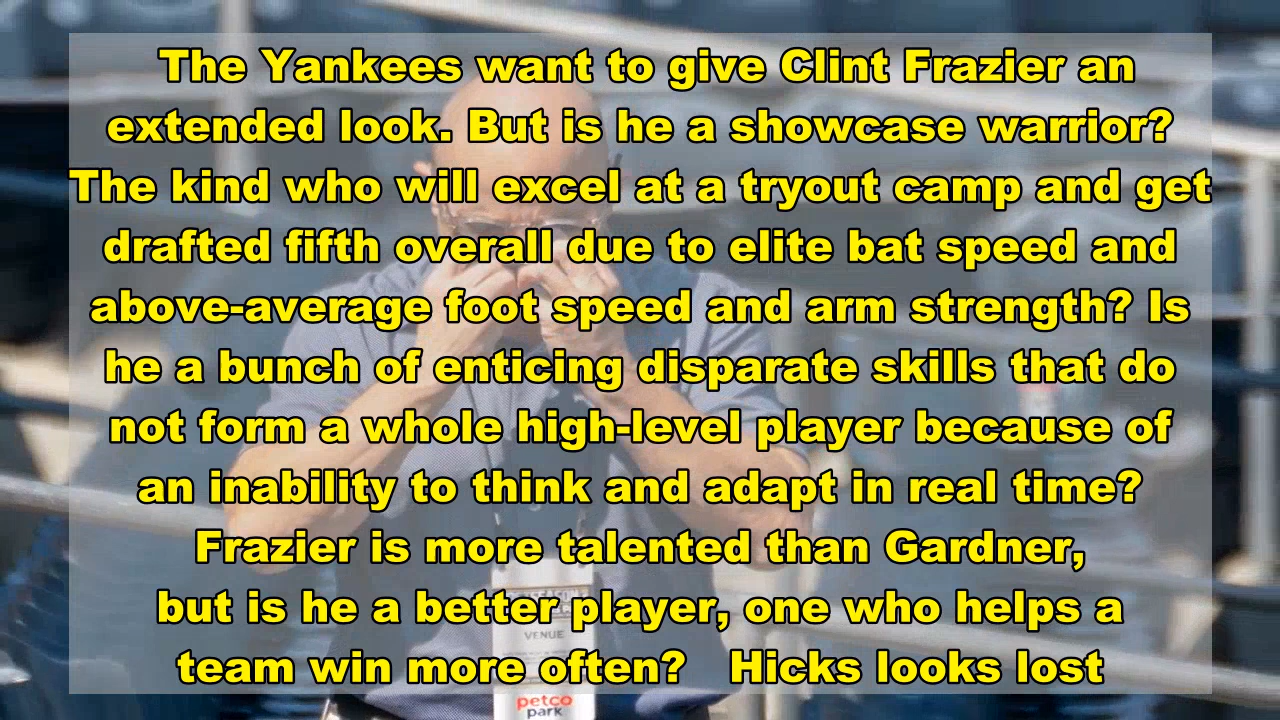 The Yankees want to give Clint Frazier an
extended look. But is he a showcase warrior?
The kind who will excel at a tryout camp and get
drafted fifth overall due to elite bat speed and
above-average foot speed and arm strength? Is
he a bunch of enticing disparate skills that do
not form a whole high-level player because of
an inability to think and adapt in real time?
Frazier is more talented than Gardner,
but is he a better player, one who helps a
team win more often? Hicks looks lost
VENUE
petco
park